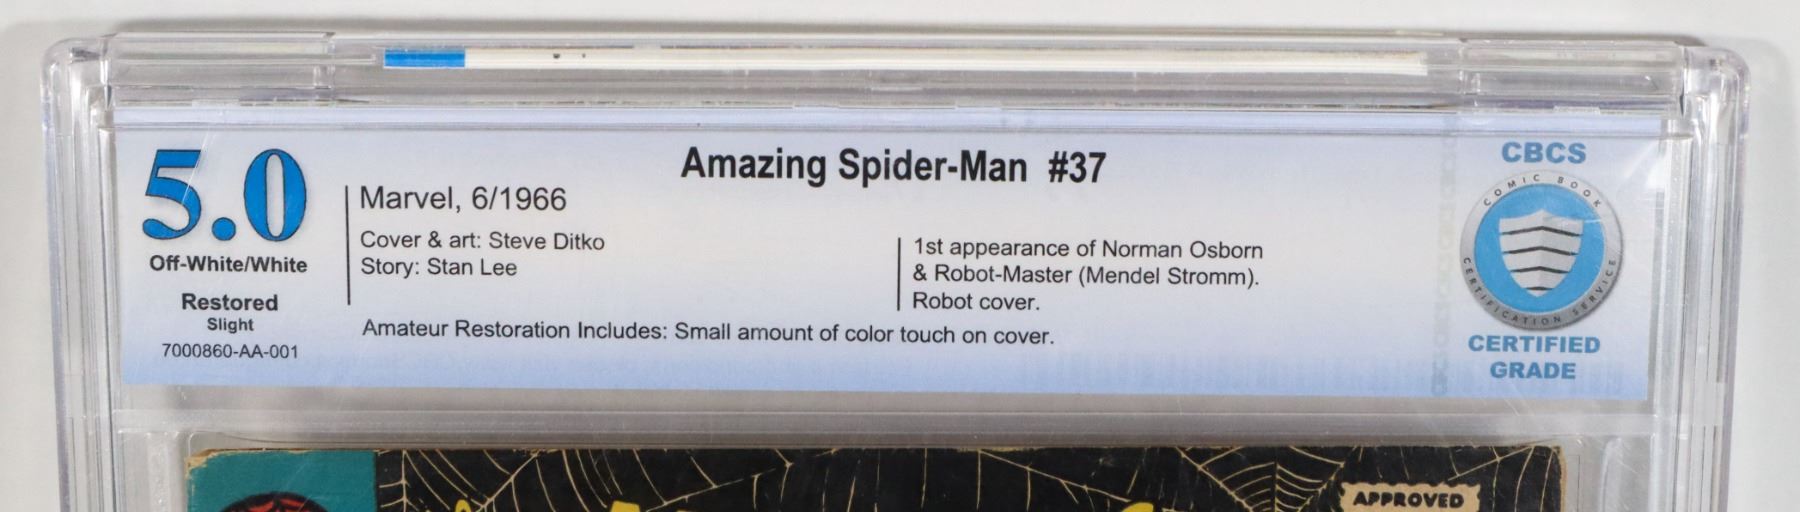 Amazing Spider-Man #37
5.0
Off-White/White
Restored
Slight
7000860-AA-001
Marvel, 6/1966
Cover & art: Steve Ditko
Story: Stan Lee
1st appearance of Norman Osborn
& Robot-Master (Mendel Stromm).
Robot cover.
Amateur Restoration Includes: Small amount of color touch on cover.
CBCS
COMIC BOOK
CERTIFICATION SERVICE
CERTIFIED
GRADE
APPROVED